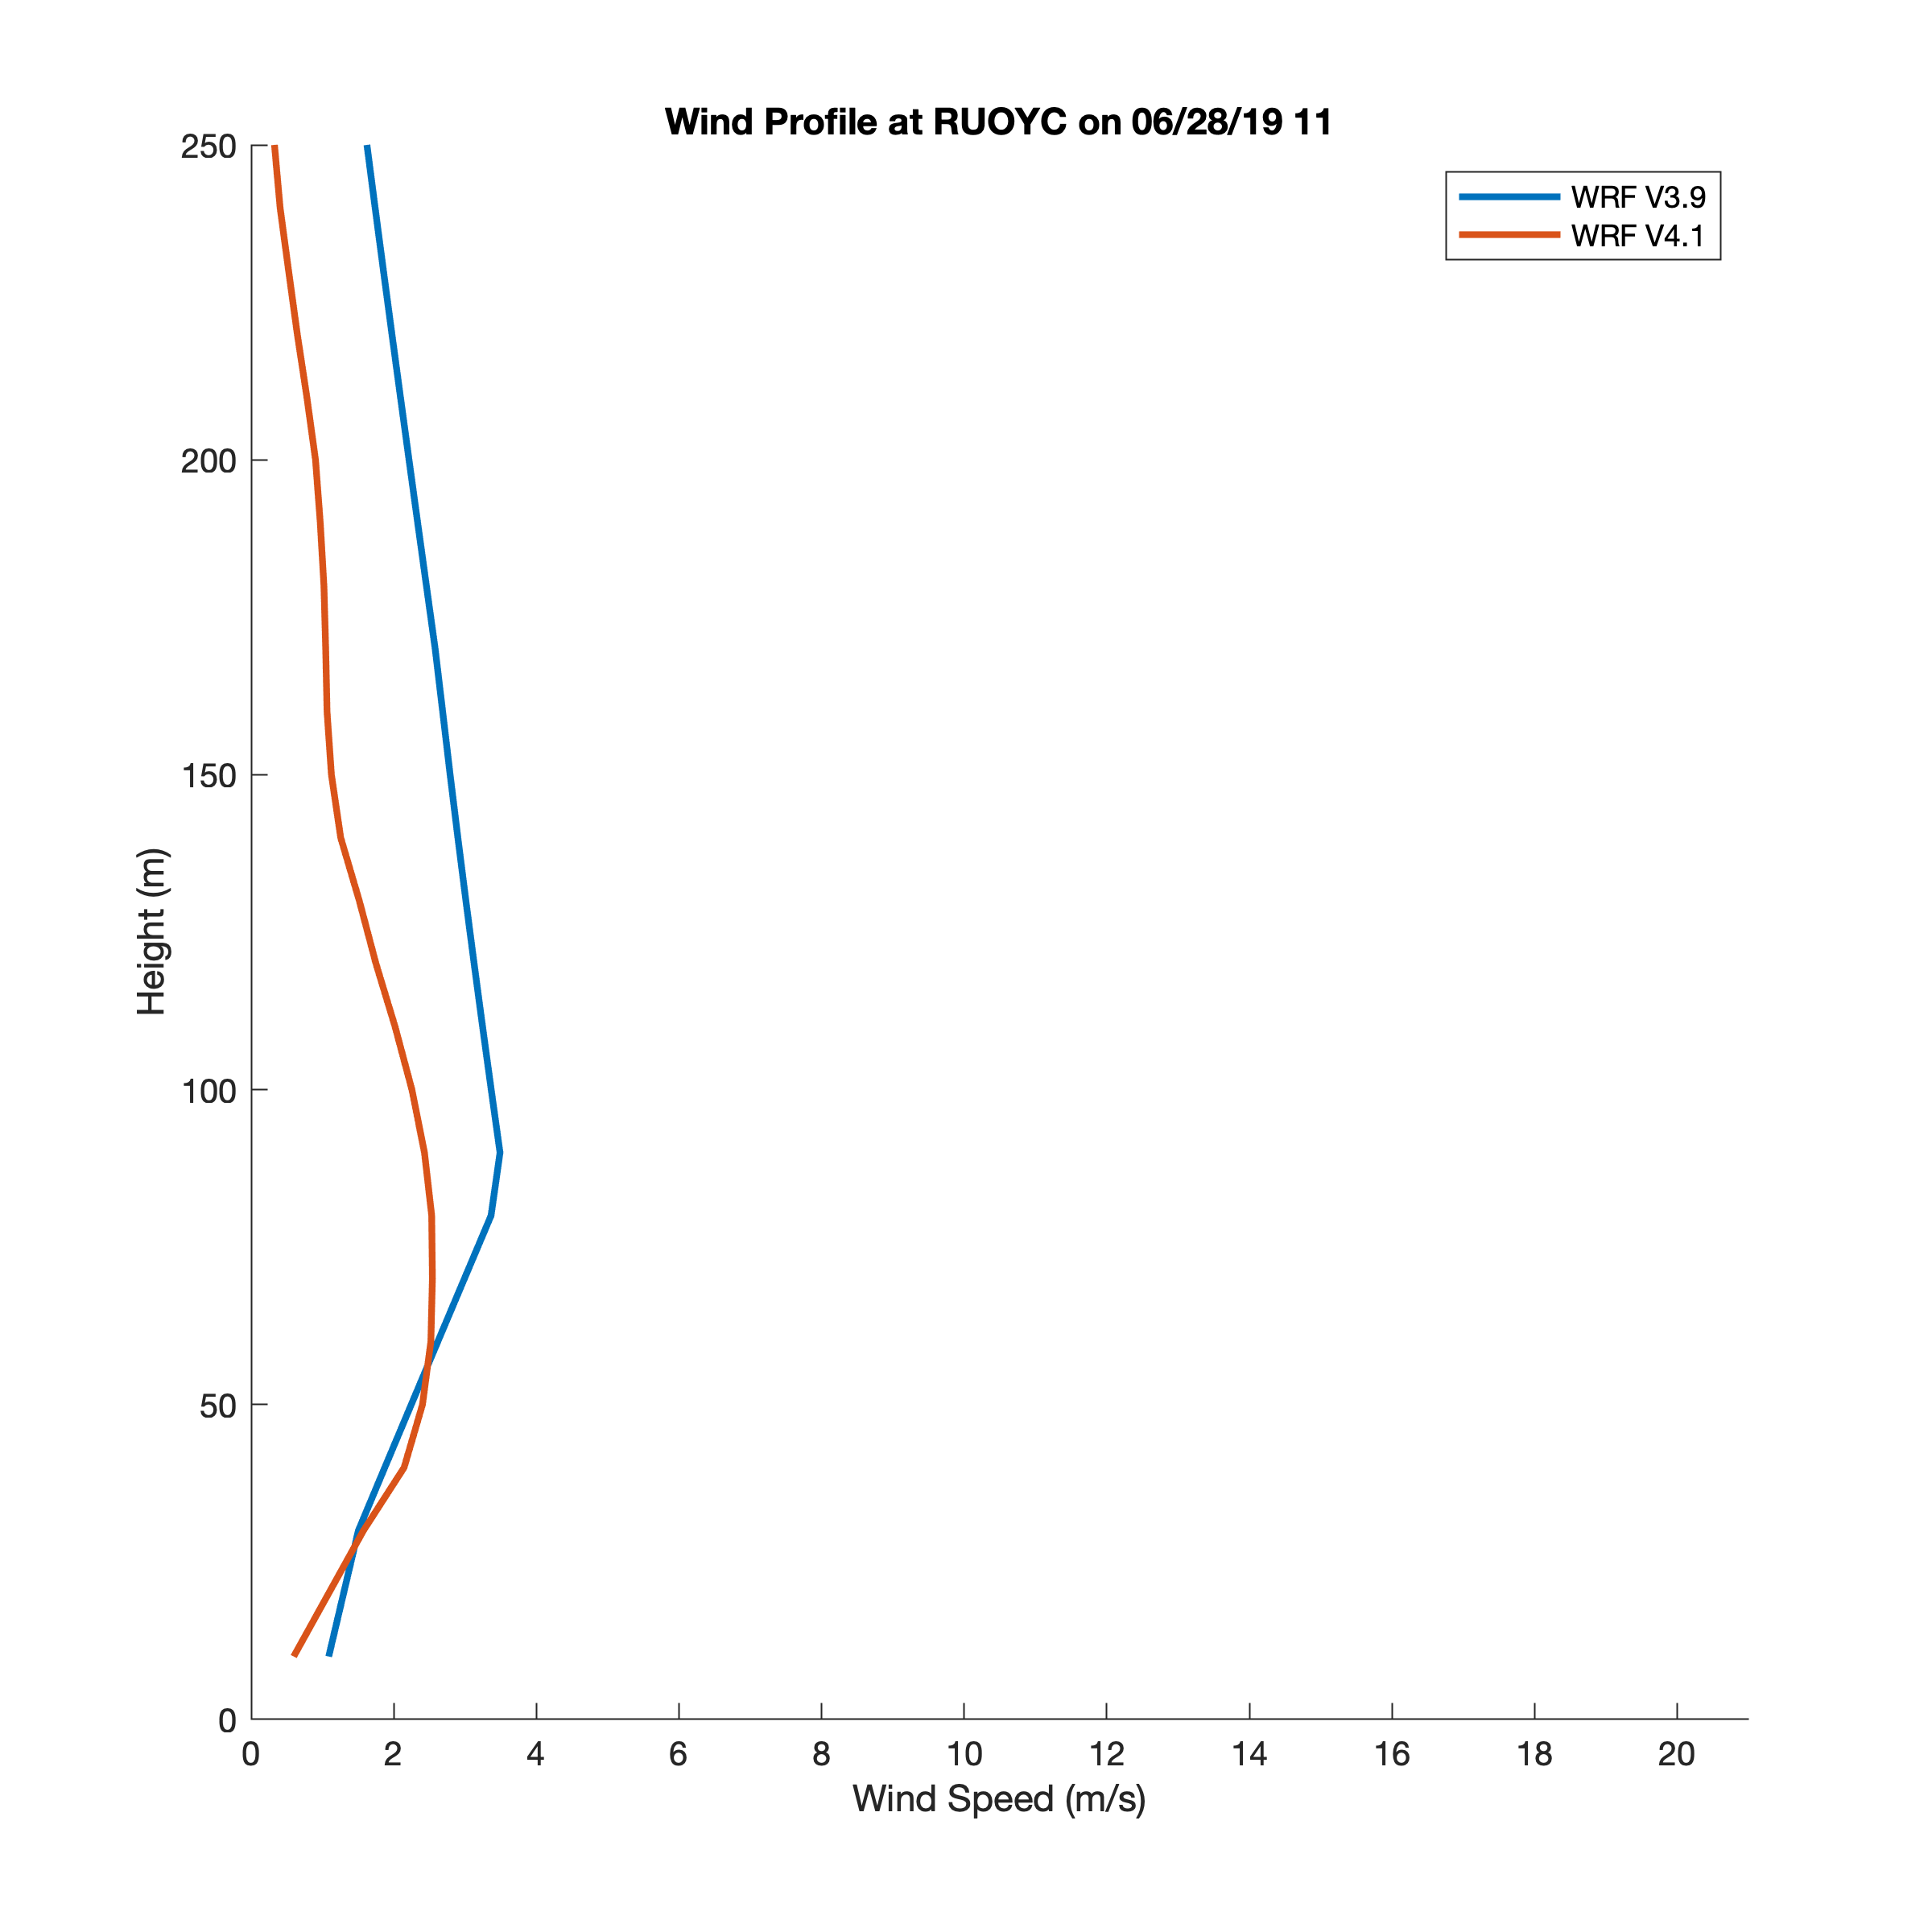 Wind Profile at RUOYC on 06/28/19 11
WRF V3.9
WRF V4.1
250
200
150
100
50
0
Height (m)
0 2 4 6 8 10 12 14 16 18 20
Wind Speed (m/s)